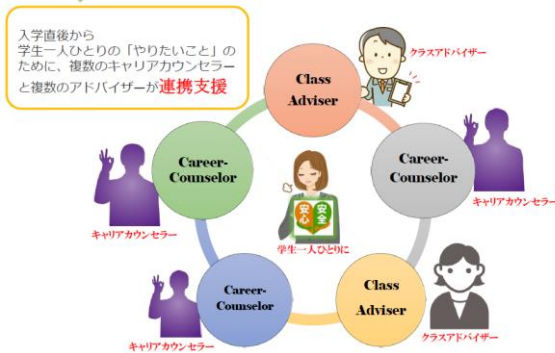 入学直後から
学生一人ひとりの「やりたいこと」の
ために、複数のキャリアカウンセラー
と複数のアドバイザーが連携支援
クラスアドバイザー
Class
Adviser
Career-
Counselor
キャリアカウンセラー
Career-
Counselor
キャリアカウンセラー
安心
安全
学生一人ひとりに
Career-
Counselor
キャリアカウンセラー
Class
Adviser
クラスアドバイザー